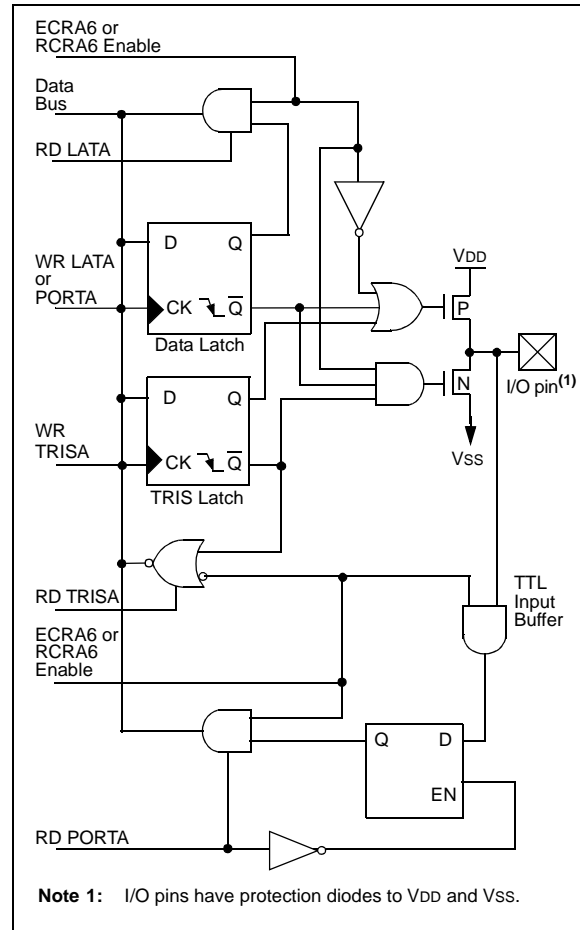 ECRA6 or
RCRA6 Enable
Data
Bus
RD LATA
D Q
WR LATA
or
PORTA
CK Q
Data Latch
VDD
P
I/O pin(1)
D Q
N
WR
TRISA
CK Q
VSS
TRIS Latch
RD TRISA
TTL
Input
Buffer
ECRA6 or
RCRA6
Enable
Q D
EN
RD PORTA
Note 1: I/O pins have protection diodes to VDD and VSS.